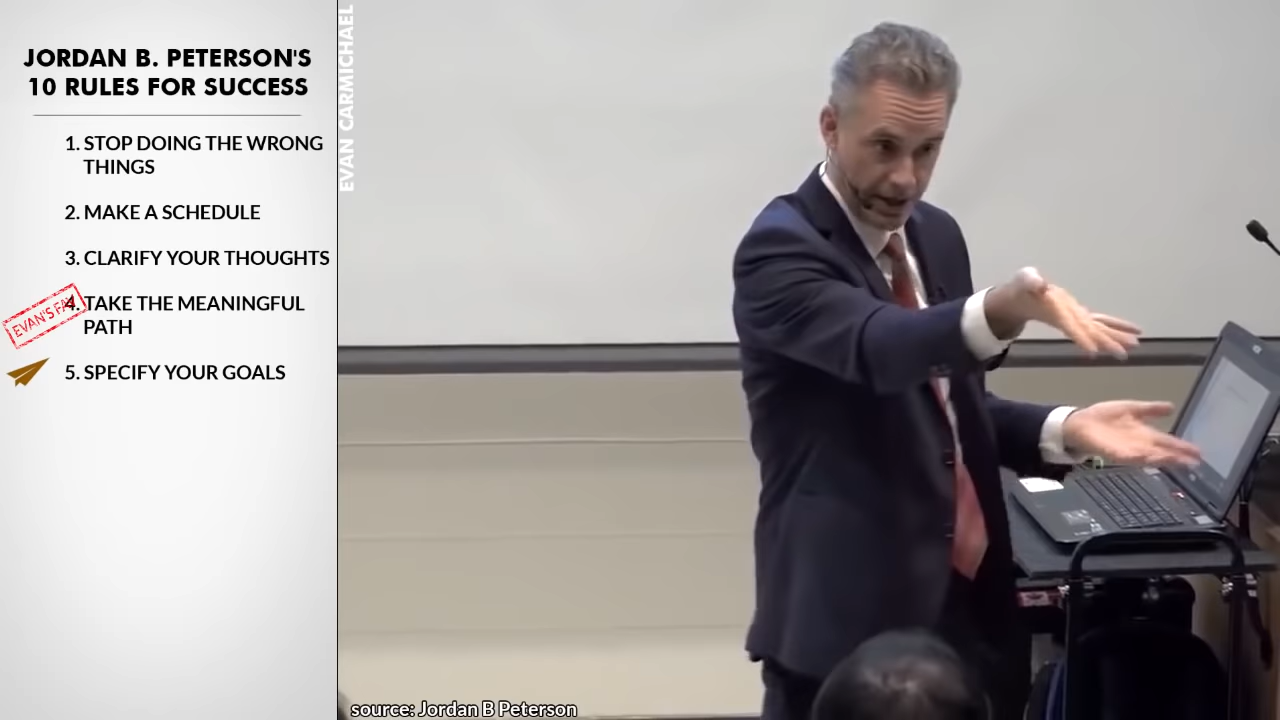 JORDAN B. PETERSON'S
10 RULES FOR SUCCESS
1. STOP DOING THE WRONG
THINGS
2. MAKE A SCHEDULE
3. CLARIFY YOUR THOUGHTS
EVAN'S
4. TAKE THE MEANINGFUL
PATH
5. SPECIFY YOUR GOALS
EVAN CARMICHAEL
source: Jordan B Peterson